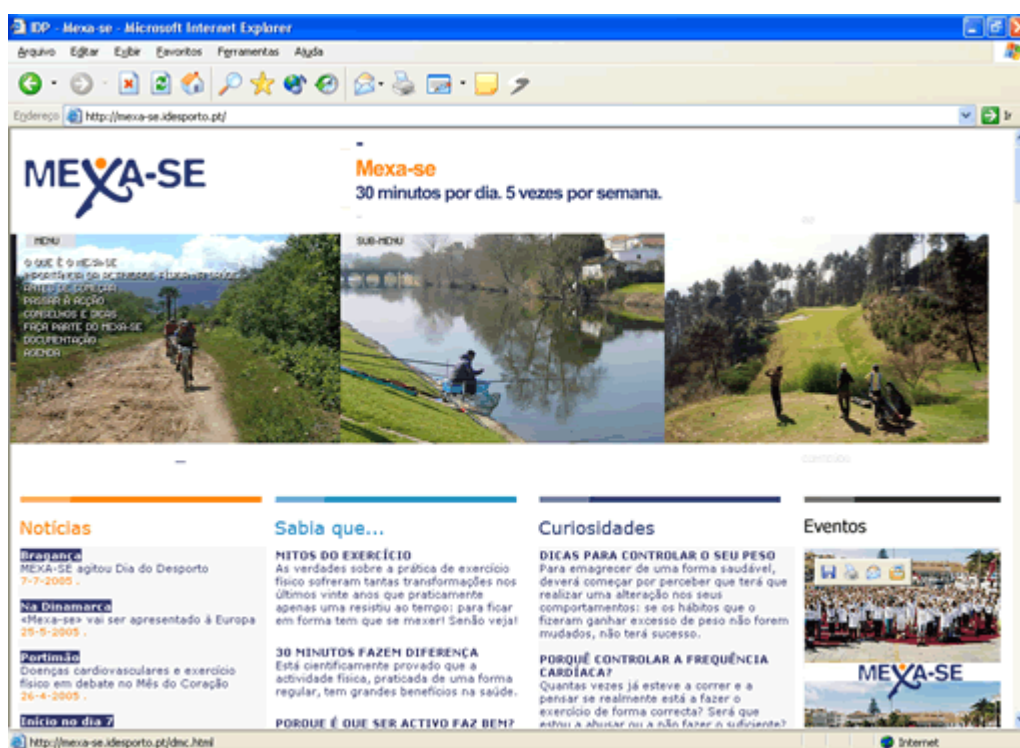 IDP - Mexa-se - Microsoft Internet Explorer
Arquivo Editar Exibir Favoritos Ferramentas Ajuda
Endereço http://mexa-se.idesporto.pt/ Ir
MEXA-SE
Mexa-se
30 minutos por dia. 5 vezes por semana.
MENU
SUB-MENU
O QUE É O MEXA-SE
IMPORTÂNCIA DA ACTIVIDADE FÍSICA
ANTES DE COMEÇAR
PASSAR À ACÇÃO
CONSELHOS E DICAS
FAÇA PARTE DO MEXA-SE
DOCUMENTAÇÃO
AGENDA
Notícias
Bragança
MEXA-SE agitou Dia do Desporto
7-7-2005 .
Na Dinamarca
«Mexa-se» vai ser apresentado à Europa
25-5-2005 .
Portimão
Doenças cardiovasculares e exercício
físico em debate no Mês do Coração
26-4-2005 .
Início no dia 7
Sabia que...
MITOS DO EXERCÍCIO
As verdades sobre a prática de exercício
físico sofreram tantas transformações nos
últimos vinte anos que praticamente
apenas uma resistiu ao tempo: para ficar
em forma tem que se mexer! Senão veja!
30 MINUTOS FAZEM DIFERENÇA
Está cientificamente provado que a
actividade física, praticada de uma forma
regular, tem grandes benefícios na saúde.
PORQUE É QUE SER ACTIVO FAZ BEM?
Curiosidades
DICAS PARA CONTROLAR O SEU PESO
Para emagrecer de uma forma saudável,
deverá começar por perceber que terá que
realizar uma alteração nos seus
comportamentos: se os hábitos que o
fizeram ganhar excesso de peso não forem
mudados, não terá sucesso.
PORQUÊ CONTROLAR A FREQUÊNCIA
CARDÍACA?
Quantas vezes já esteve a correr e a
pensar se realmente está a fazer o
exercício de forma correcta? Será que
estou a abusar ou a não fazer o suficiente?
Eventos
MEXA-SE
http://mexa-se.idesporto.pt/dmc.html
Internet